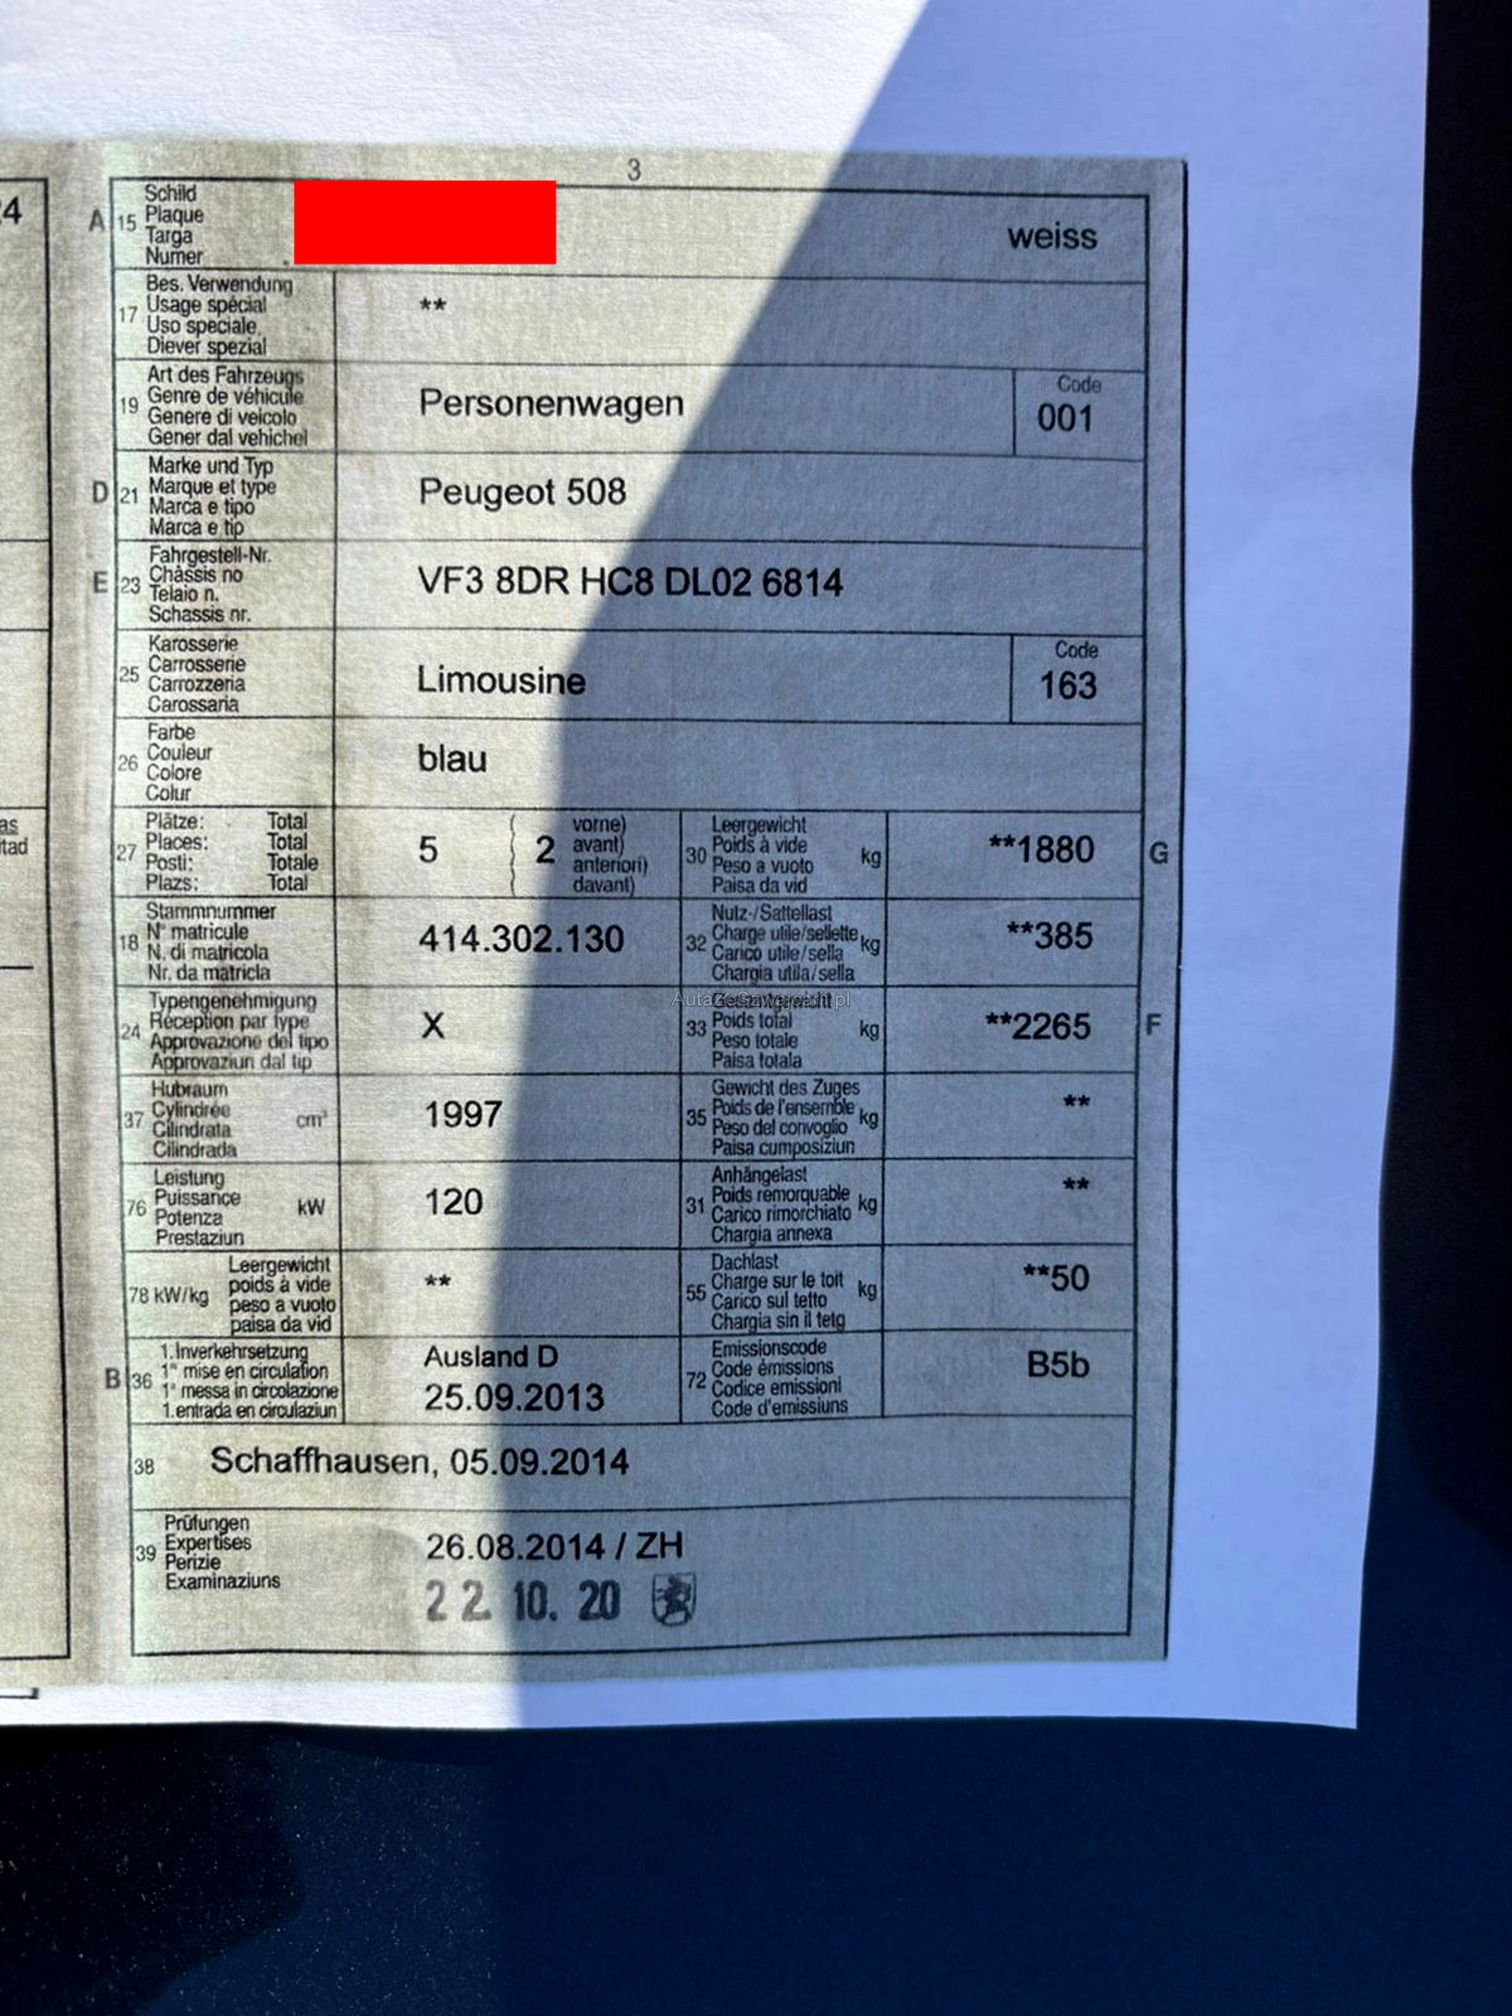 3
24
A 15 Schild
Plaque
Targa
Numer
weiss
17 Bes. Verwendung
Usage spécial
Uso speciale
Diever spezial
**
19 Art des Fahrzeugs
Genre de véhicule
Genere di veicolo
Gener dal vehichel
Personenwagen
Code
001
D 21 Marke und Typ
Marque et type
Marca e tipo
Marca e tip
Peugeot 508
E 23 Fahrgestell-Nr.
Châssis no
Telaio n.
Schassis nr.
VF3 8DR HC8 DL02 6814
25 Karosserie
Carrosserie
Carrozzeria
Carossaria
Limousine
Code
163
26 Farbe
Couleur
Colore
Colur
blau
as
itad
27 Plätze: Total
Places: Total
Posti: Totale
Plazs: Total
5 ( 2 vorne)
avant)
anteriori)
davant)
30 Leergewicht
Poids à vide kg
Peso a vuoto
Paisa da vid
**1880 G
18 Stammnummer
N° matricule
N. di matricola
Nr. da matricla
414.302.130
32 Nutz-/Sattellast
Charge utile/sellette kg
Carico utile/sella
Chargia utila/sella
**385
24 Typengenehmigung
Réception par type
Approvazione del tipo
Approvaziun dal tip
X
AutaZeSzwecji.pl
33 Gesamtgewicht
Poids total kg
Peso totale
Paisa totala
**2265 F
37 Hubraum
Cylindrée cm³
Cilindrata
Cilindrada
1997
35 Gewicht des Zuges
Poids de l'ensemble kg
Peso del convoglio
Paisa cumposiziun
**
76 Leistung
Puissance kW
Potenza
Prestaziun
120
31 Anhängelast
Poids remorquable kg
Carico rimorchiato
Chargia annexa
**
78 kW/kg Leergewicht
poids à vide
peso a vuoto
paisa da vid
**
55 Dachlast
Charge sur le toit kg
Carico sul tetto
Chargia sin il tetg
**50
B 36 1. Inverkehrsetzung
1re mise en circulation
1a messa in circolazione
1. entrada en circulaziun
Ausland D
25.09.2013
72 Emissionscode
Code émissions
Codice emissioni
Code d'emissiuns
B5b
38 Schaffhausen, 05.09.2014
39 Prüfungen
Expertises
Perizie
Examinaziuns
26.08.2014 / ZH
22. 10. 20